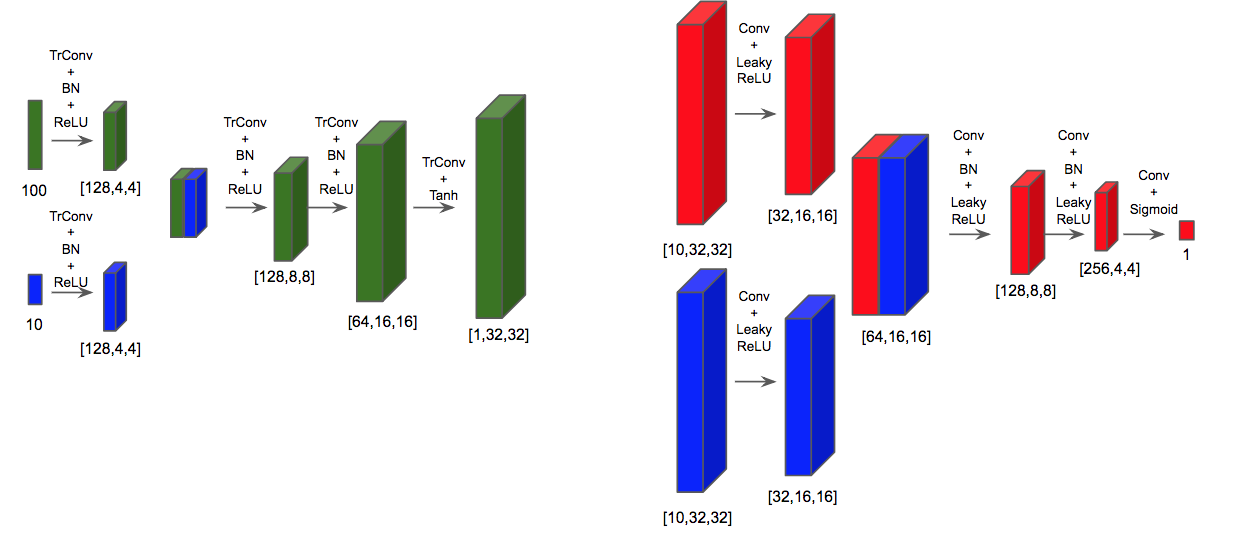 TrConv
+
BN
+
ReLU
100
[128,4,4]
TrConv
+
BN
+
ReLU
10
[128,4,4]
TrConv
+
BN
+
ReLU
[128,8,8]
TrConv
+
BN
+
ReLU
[64,16,16]
TrConv
+
Tanh
[1,32,32]
Conv
+
Leaky
ReLU
[10,32,32]
[32,16,16]
Conv
+
Leaky
ReLU
[10,32,32]
[32,16,16]
[64,16,16]
Conv
+
BN
+
Leaky
ReLU
[128,8,8]
Conv
+
BN
+
Leaky
ReLU
[256,4,4]
Conv
+
Sigmoid
1